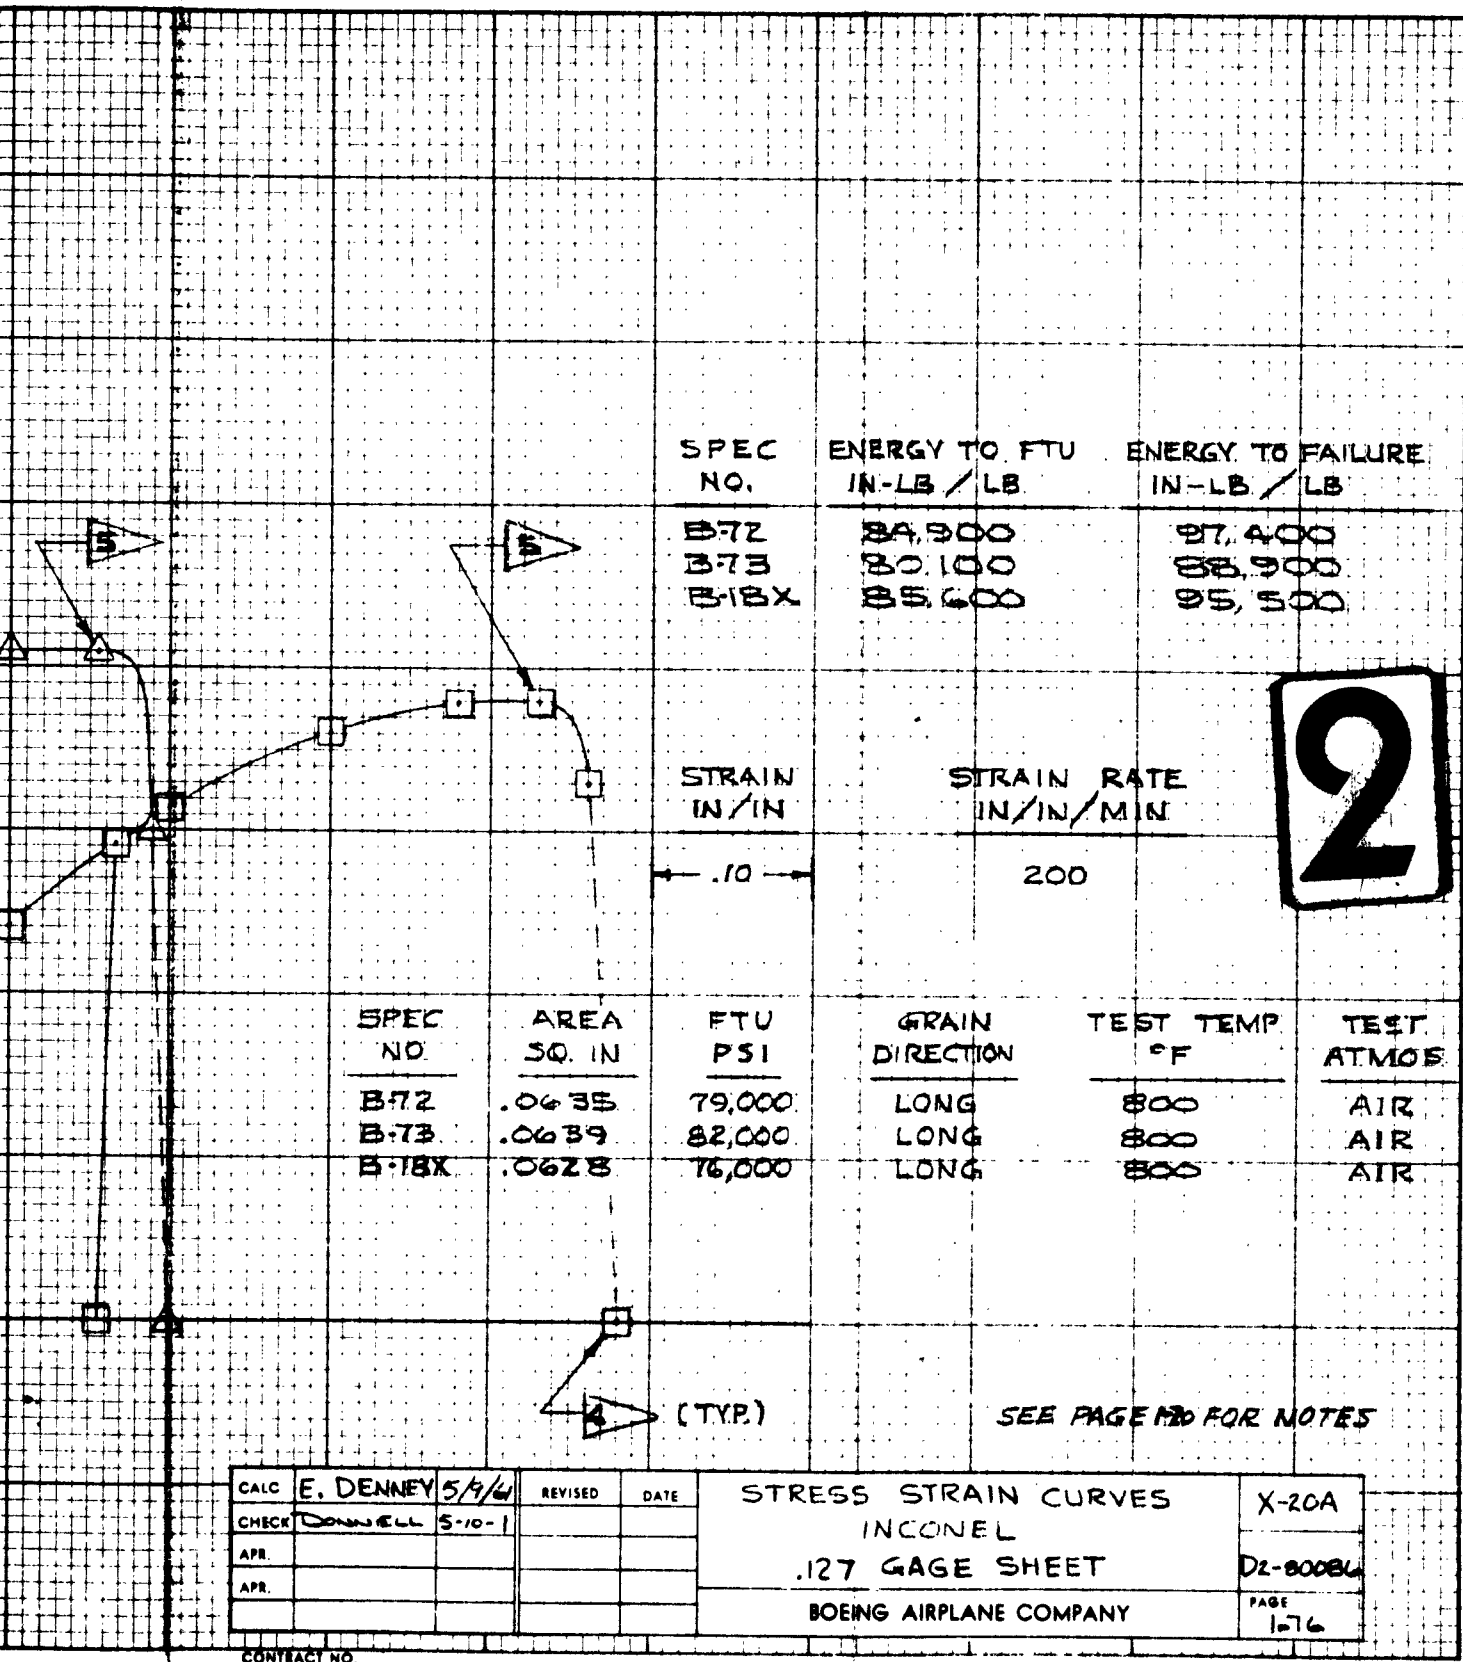 SPEC ENERGY TO FTU ENERGY TO FAILURE
NO. IN-LB / LB IN-LB / LB
B-72 84,900 97,400
B-73 80,100 88,900
B-18X 85,600 95,500
5 5
2
STRAIN STRAIN RATE
IN/IN IN/IN/MIN
.10 200
SPEC AREA FTU GRAIN TEST TEMP TEST
NO. SQ. IN PSI DIRECTION °F ATMOS
B-72 .0635 79,000 LONG 800 AIR
B-73 .0639 82,000 LONG 800 AIR
B-18X .0628 76,000 LONG 800 AIR
4 (TYP.)
SEE PAGE FOR NOTES
CALC E. DENNEY 5/9/61 REVISED DATE
CHECK DONNELL 5-10-1
APR.
APR.
STRESS STRAIN CURVES
INCONEL
.127 GAGE SHEET
BOEING AIRPLANE COMPANY
X-20A
PAGE
1-76
CONTRACT NO.